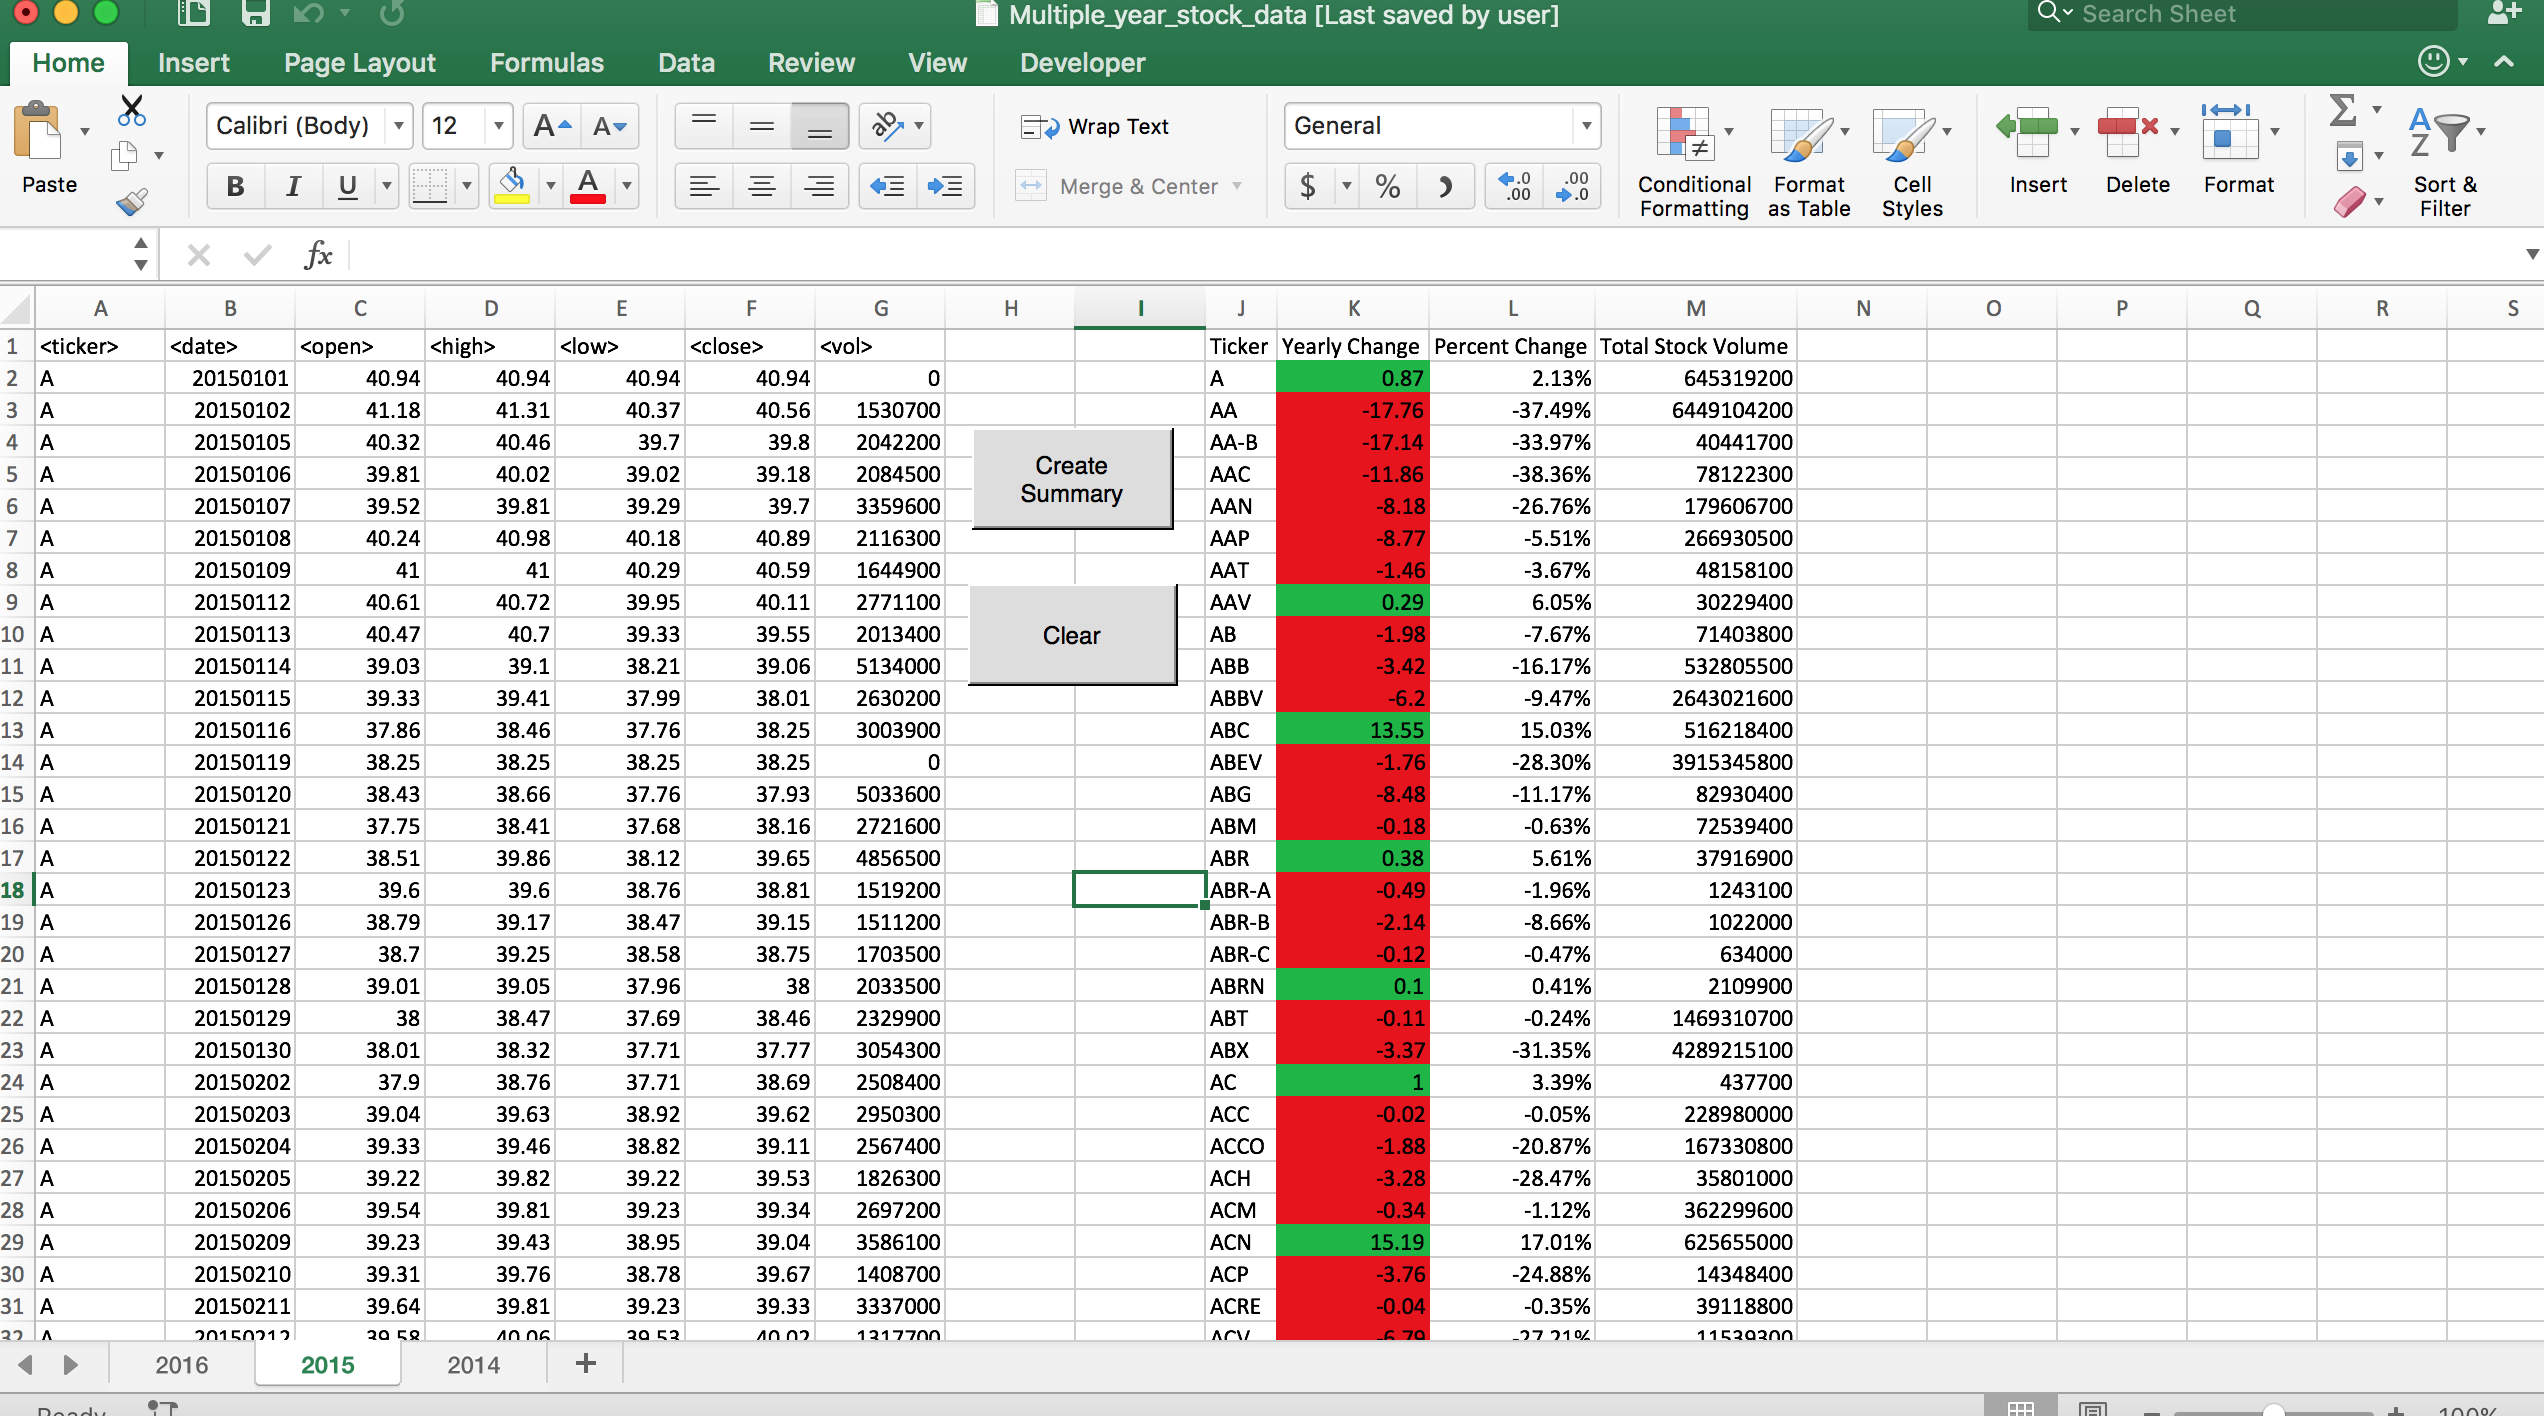 Multiple_year_stock_data [Last saved by user]
Search Sheet
Home Insert Page Layout Formulas Data Review View Developer
Paste
Calibri (Body) 12
B I U
Wrap Text
Merge & Center
General
$ %
Conditional Formatting
Format as Table
Cell Styles
Insert
Delete
Format
Sort & Filter
fx
A B C D E F G H I J K L M N O P Q R S
1 <ticker> <date> <open> <high> <low> <close> <vol> Ticker Yearly Change Percent Change Total Stock Volume
2 A 20150101 40.94 40.94 40.94 40.94 0 A 0.87 2.13% 645319200
3 A 20150102 41.18 41.31 40.37 40.56 1530700 AA -17.76 -37.49% 6449104200
4 A 20150105 40.32 40.46 39.7 39.8 2042200 AA-B -17.14 -33.97% 40441700
5 A 20150106 39.81 40.02 39.02 39.18 2084500 AAC -11.86 -38.36% 78122300
6 A 20150107 39.52 39.81 39.29 39.7 3359600 AAN -8.18 -26.76% 179606700
7 A 20150108 40.24 40.98 40.18 40.89 2116300 AAP -8.77 -5.51% 266930500
8 A 20150109 41 41 40.29 40.59 1644900 AAT -1.46 -3.67% 48158100
9 A 20150112 40.61 40.72 39.95 40.11 2771100 AAV 0.29 6.05% 30229400
10 A 20150113 40.47 40.7 39.33 39.55 2013400 AB -1.98 -7.67% 71403800
11 A 20150114 39.03 39.1 38.21 39.06 5134000 ABB -3.42 -16.17% 532805500
12 A 20150115 39.33 39.41 37.99 38.01 2630200 ABBV -6.2 -9.47% 2643021600
13 A 20150116 37.86 38.46 37.76 38.25 3003900 ABC 13.55 15.03% 516218400
14 A 20150119 38.25 38.25 38.25 38.25 0 ABEV -1.76 -28.30% 3915345800
15 A 20150120 38.43 38.66 37.76 37.93 5033600 ABG -8.48 -11.17% 82930400
16 A 20150121 37.75 38.41 37.68 38.16 2721600 ABM -0.18 -0.63% 72539400
17 A 20150122 38.51 39.86 38.12 39.65 4856500 ABR 0.38 5.61% 37916900
18 A 20150123 39.6 39.6 38.76 38.81 1519200 ABR-A -0.49 -1.96% 1243100
19 A 20150126 38.79 39.17 38.47 39.15 1511200 ABR-B -2.14 -8.66% 1022000
20 A 20150127 38.7 39.25 38.58 38.75 1703500 ABR-C -0.12 -0.47% 634000
21 A 20150128 39.01 39.05 37.96 38 2033500 ABRN 0.1 0.41% 2109900
22 A 20150129 38 38.47 37.69 38.46 2329900 ABT -0.11 -0.24% 1469310700
23 A 20150130 38.01 38.32 37.71 37.77 3054300 ABX -3.37 -31.35% 4289215100
24 A 20150202 37.9 38.76 37.71 38.69 2508400 AC 1 3.39% 437700
25 A 20150203 39.04 39.63 38.92 39.62 2950300 ACC -0.02 -0.05% 228980000
26 A 20150204 39.33 39.46 38.82 39.11 2567400 ACCO -1.88 -20.87% 167330800
27 A 20150205 39.22 39.82 39.22 39.53 1826300 ACH -3.28 -28.47% 35801000
28 A 20150206 39.54 39.81 39.23 39.34 2697200 ACM -0.34 -1.12% 362299600
29 A 20150209 39.23 39.43 38.95 39.04 3586100 ACN 15.19 17.01% 625655000
30 A 20150210 39.31 39.76 38.78 39.67 1408700 ACP -3.76 -24.88% 14348400
31 A 20150211 39.64 39.81 39.23 39.33 3337000 ACRE -0.04 -0.35% 39118800
32 A 20150212 39.58 40.06 39.53 40.02 1317700 ACV -6.79 -27.21% 11539300
Create Summary
Clear
2016 2015 2014 +
Ready
100%